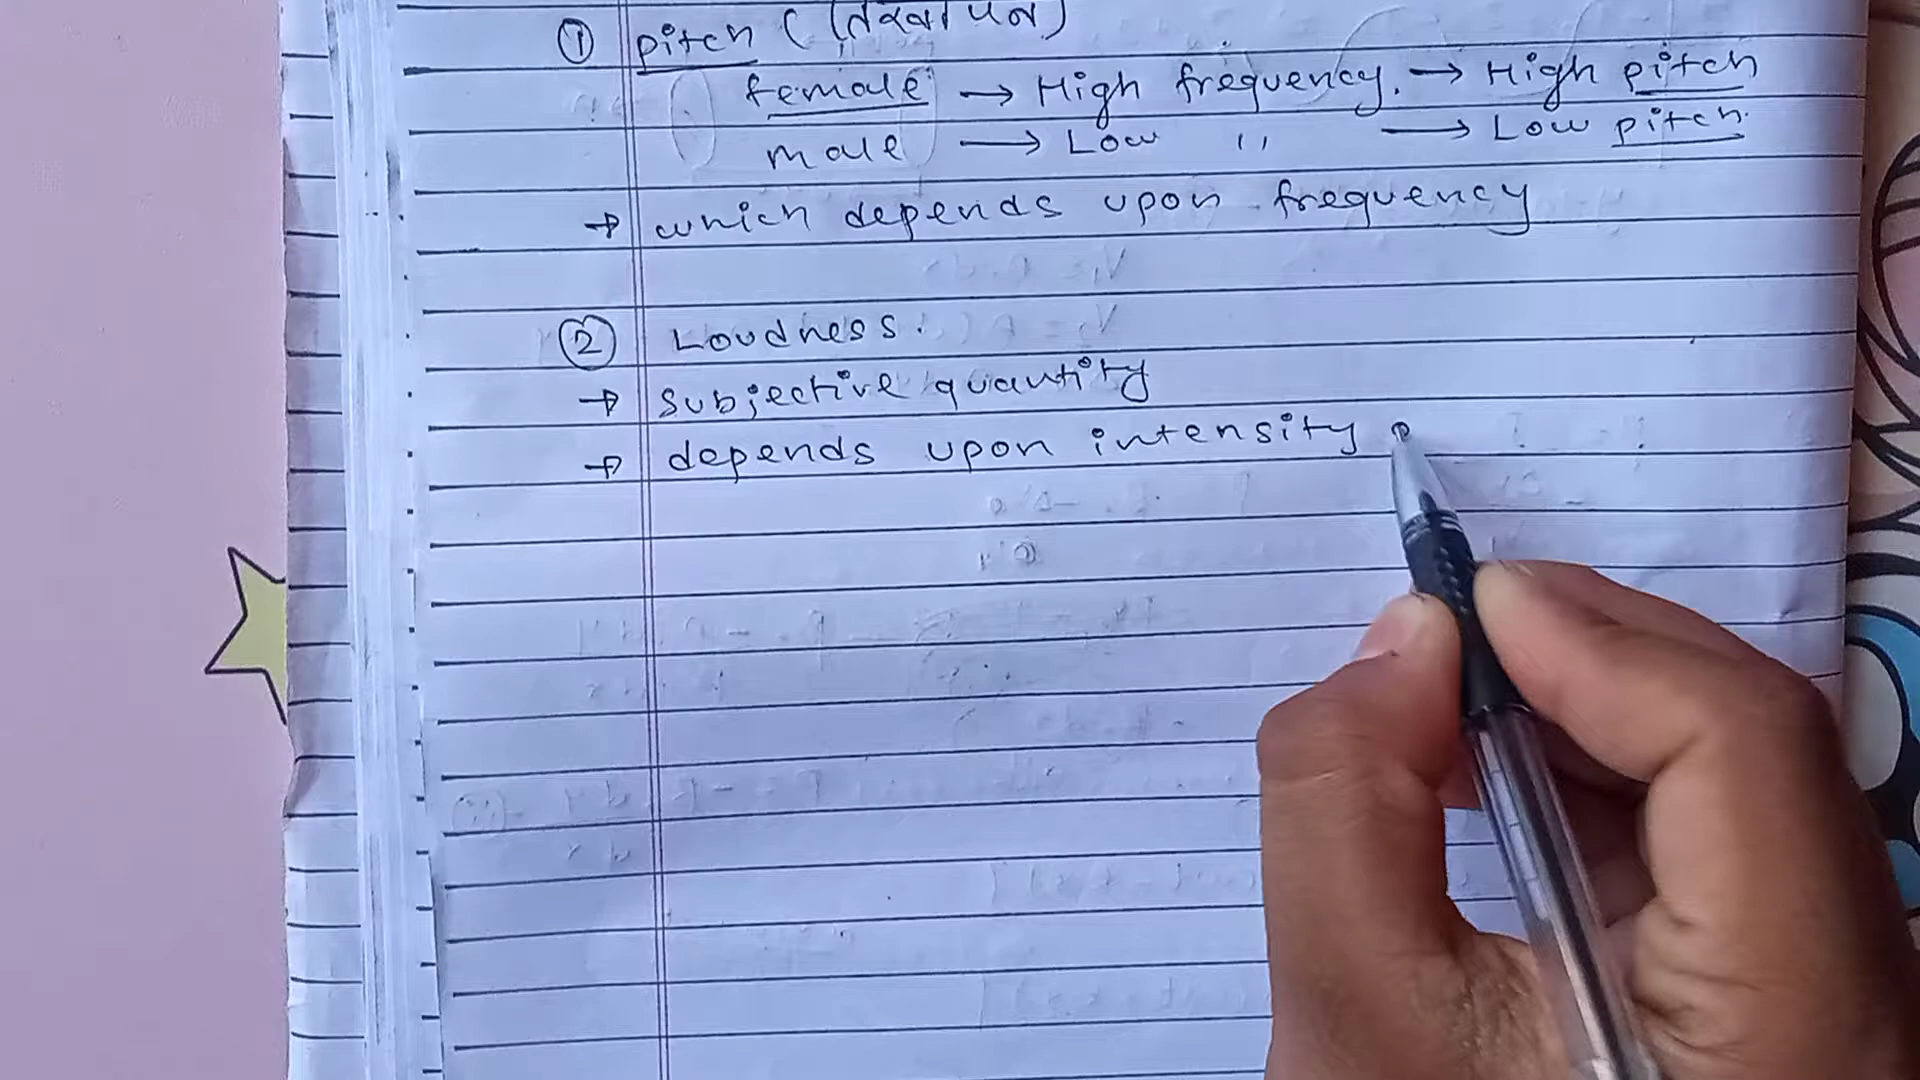 ① pitch (
female → High frequency. → High pitch
male → Low " → Low pitch.
→ which depends upon frequency
② Loudness.
→ subjective quantity
→ depends upon intensity